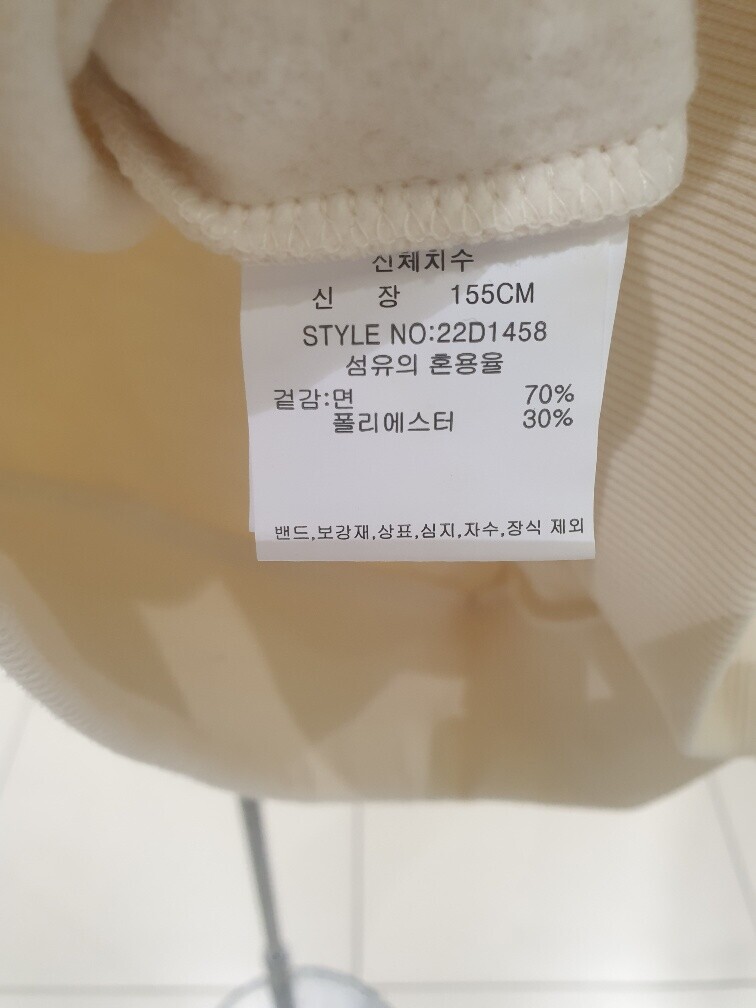 신체치수
신 장 155CM
STYLE NO:22D1458
섬유의 혼용율
겉감:면 70%
폴리에스터 30%
밴드,보강재,상표,심지,자수,장식 제외